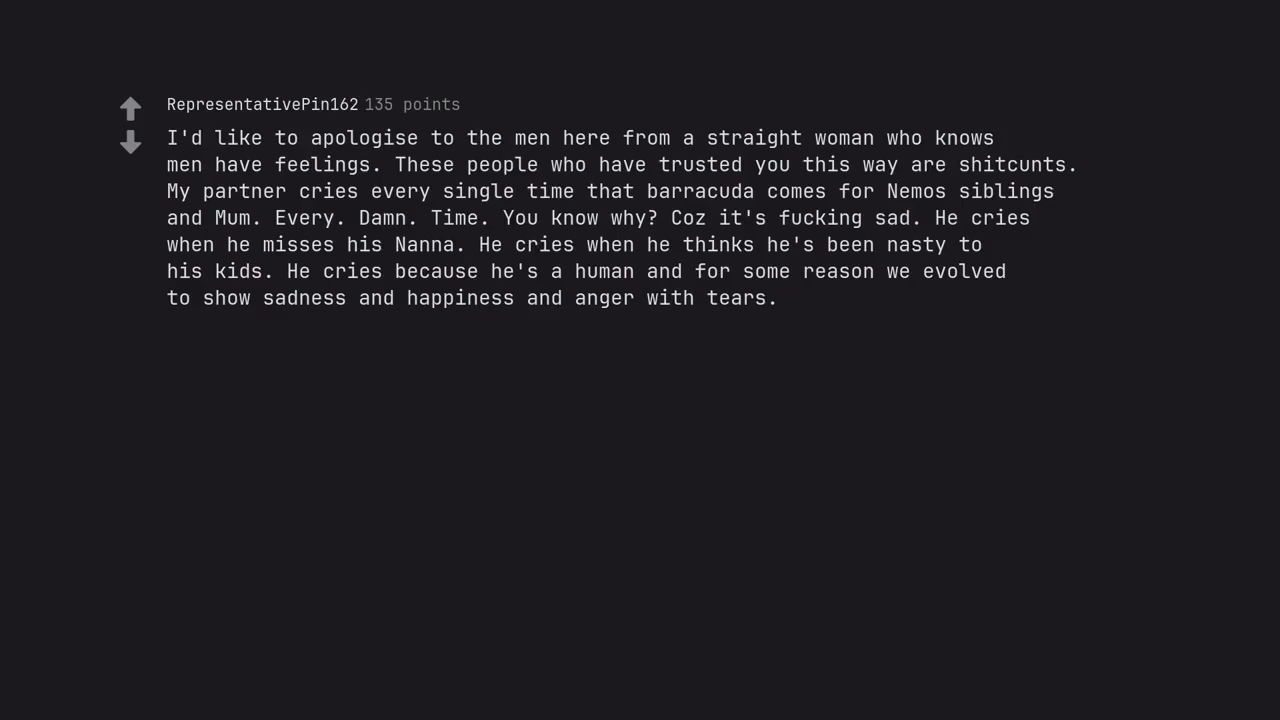 RepresentativePin162 135 points
I'd like to apologise to the men here from a straight woman who knows
men have feelings. These people who have trusted you this way are shitcunts.
My partner cries every single time that barracuda comes for Nemos siblings
and Mum. Every. Damn. Time. You know why? Coz it's fucking sad. He cries
when he misses his Nanna. He cries when he thinks he's been nasty to
his kids. He cries because he's a human and for some reason we evolved
to show sadness and happiness and anger with tears.